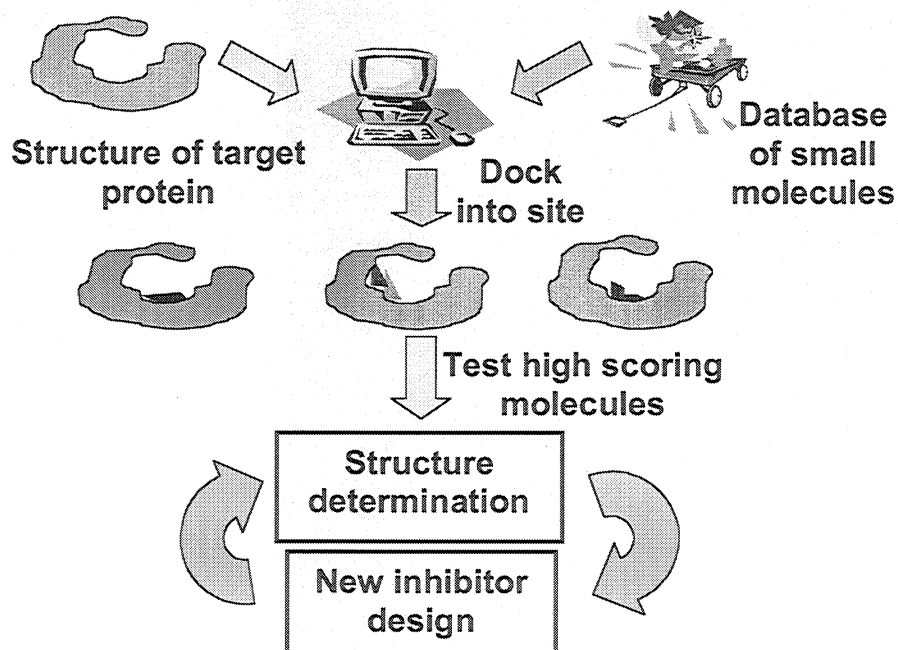 Structure of target
protein
Database
of small
molecules
Dock
into site
Test high scoring
molecules
Structure
determination
New inhibitor
design